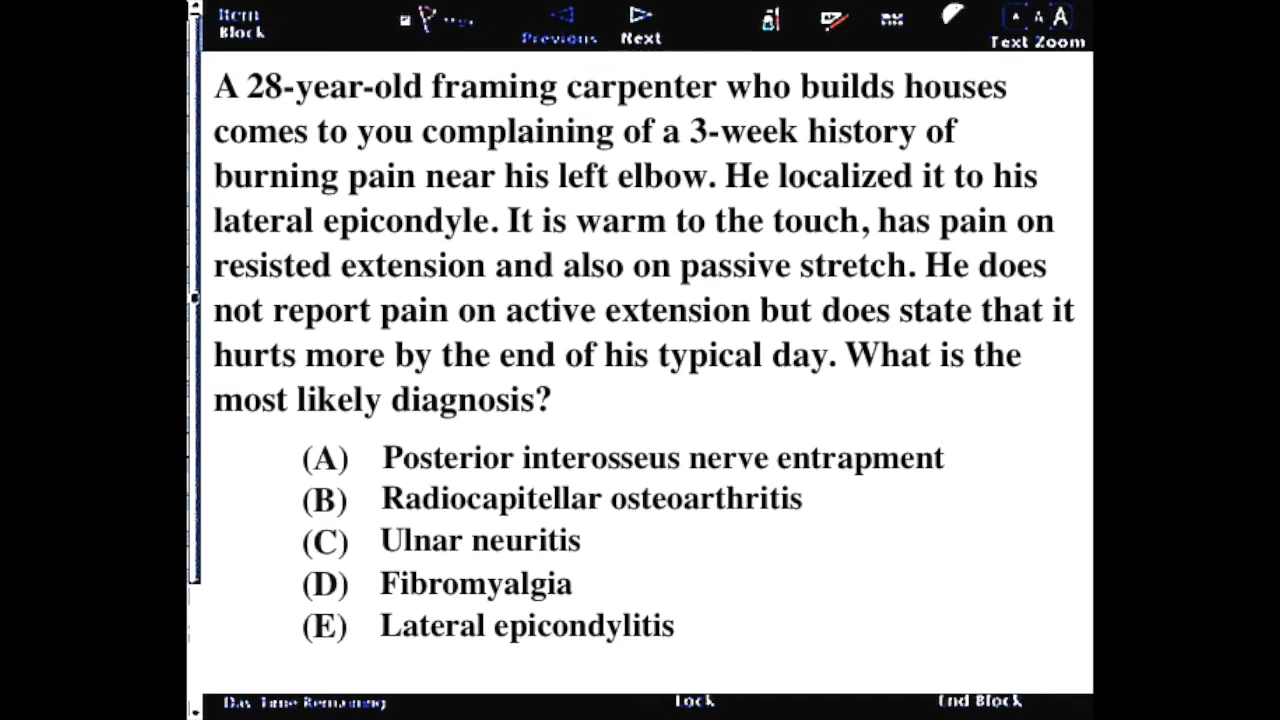 Item
Block
Previous
Next
A A A
Text Zoom
A 28-year-old framing carpenter who builds houses
comes to you complaining of a 3-week history of
burning pain near his left elbow. He localized it to his
lateral epicondyle. It is warm to the touch, has pain on
resisted extension and also on passive stretch. He does
not report pain on active extension but does state that it
hurts more by the end of his typical day. What is the
most likely diagnosis?
(A) Posterior interosseus nerve entrapment
(B) Radiocapitellar osteoarthritis
(C) Ulnar neuritis
(D) Fibromyalgia
(E) Lateral epicondylitis
Time Remaining
Lock
End Block